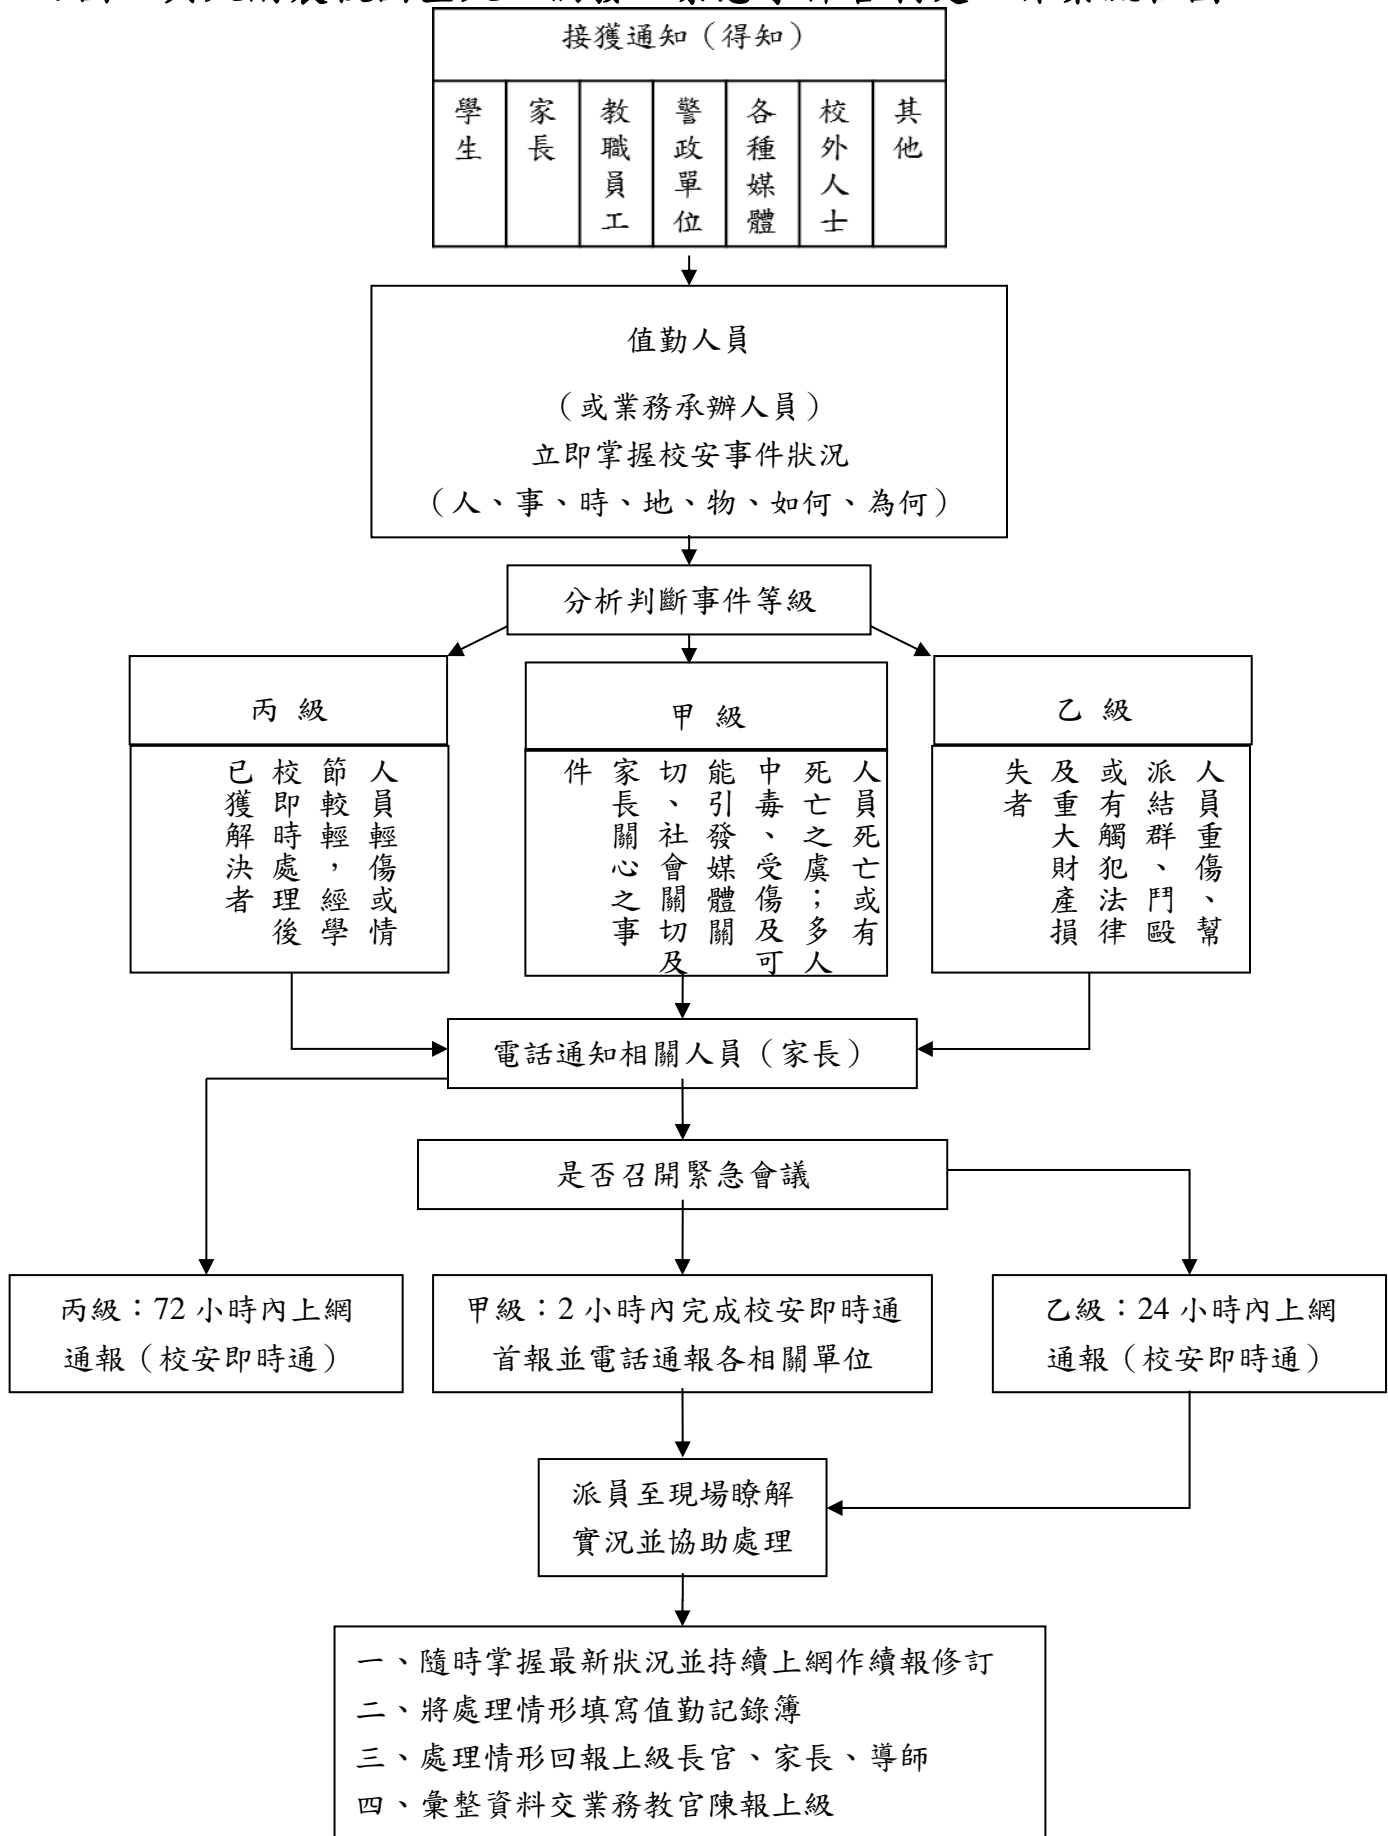 接獲通知（得知）
學生
家長
教職員工
警政單位
各種媒體
校外人士
其他
值勤人員
（或業務承辦人員）
立即掌握校安事件狀況
（人、事、時、地、物、如何、為何）
分析判斷事件等級
丙 級
人員輕傷或情
節較輕，經學
校即時處理後
已獲解決者
甲 級
人員死亡或有
死亡之虞；多人
中毒、受傷及可
能引發媒體關
切、社會關切及
家長關心之事
件
乙 級
人員重傷、幫
派結群、鬥毆
或有觸犯法律
及重大財產損
失者
電話通知相關人員（家長）
是否召開緊急會議
丙級：72 小時內上網
通報（校安即時通）
甲級：2 小時內完成校安即時通
首報並電話通報各相關單位
乙級：24 小時內上網
通報（校安即時通）
派員至現場瞭解
實況並協助處理
一、隨時掌握最新狀況並持續上網作續報修訂
二、將處理情形填寫值勤記錄簿
三、處理情形回報上級長官、家長、導師
四、彙整資料交業務教官陳報上級